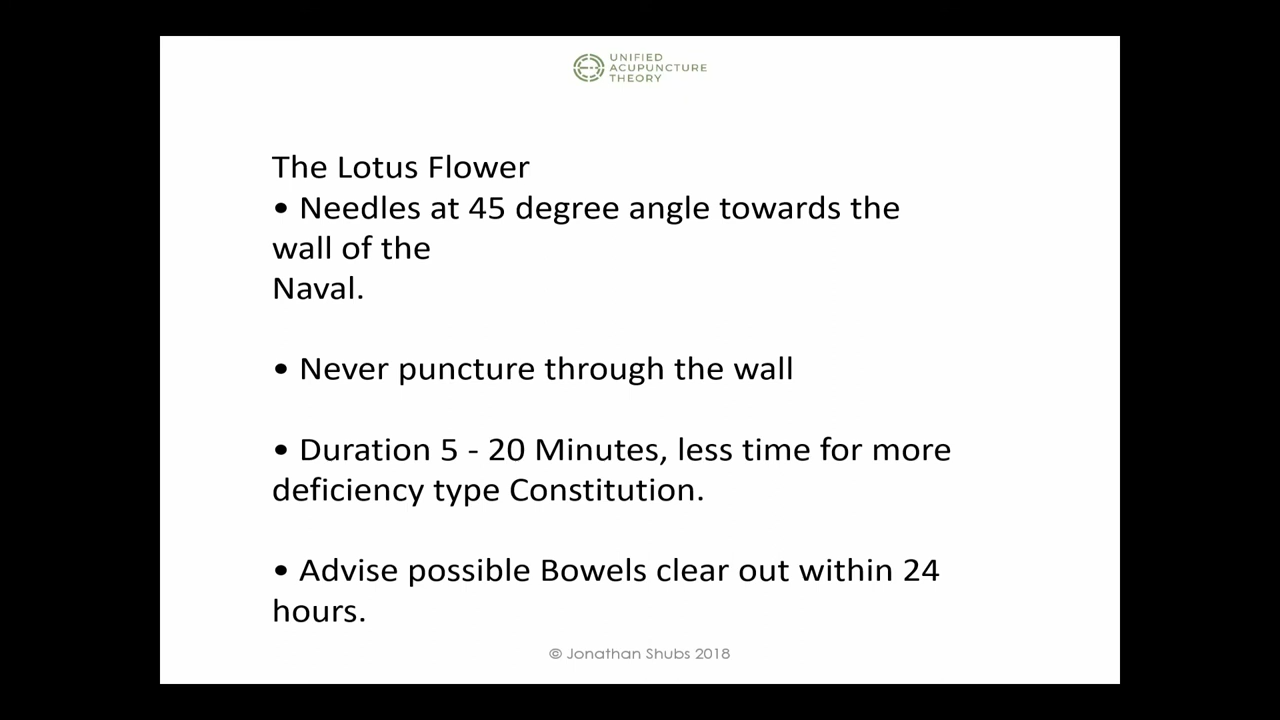 UNIFIED
ACUPUNCTURE
THEORY
The Lotus Flower
• Needles at 45 degree angle towards the
wall of the
Naval.
• Never puncture through the wall
• Duration 5 - 20 Minutes, less time for more
deficiency type Constitution.
• Advise possible Bowels clear out within 24
hours.
© Jonathan Shubs 2018